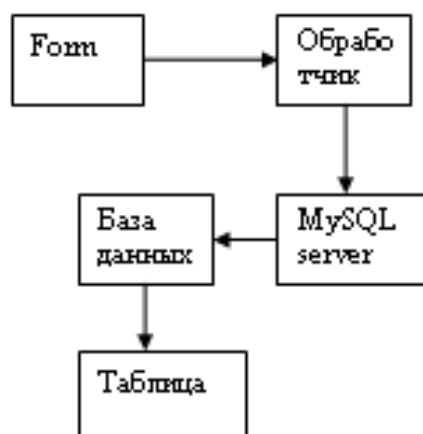 Form
Обрабо
тчик
MySQL
server
База
данных
Таблица